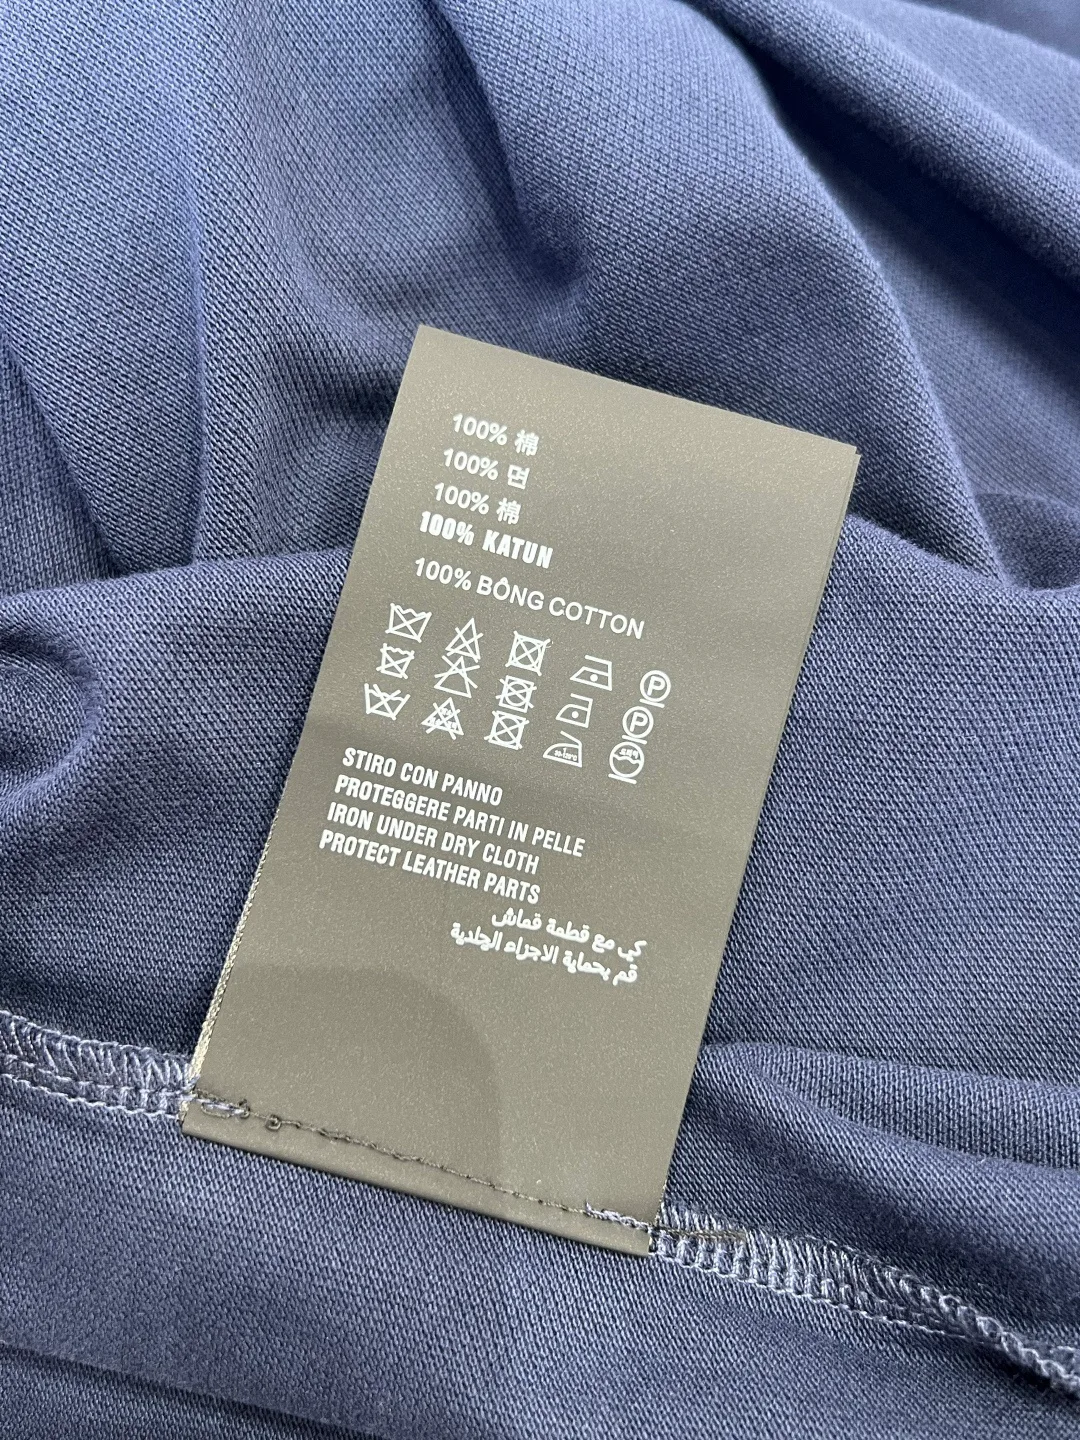 100% 棉
100% 면
100% 棉
100% KATUN
100% BÔNG COTTON
P
P
STIRO CON PANNO
PROTEGGERE PARTI IN PELLE
IRON UNDER DRY CLOTH
PROTECT LEATHER PARTS
كي مع قطمة قماش
قم بحماية الاجزاء الجلدية